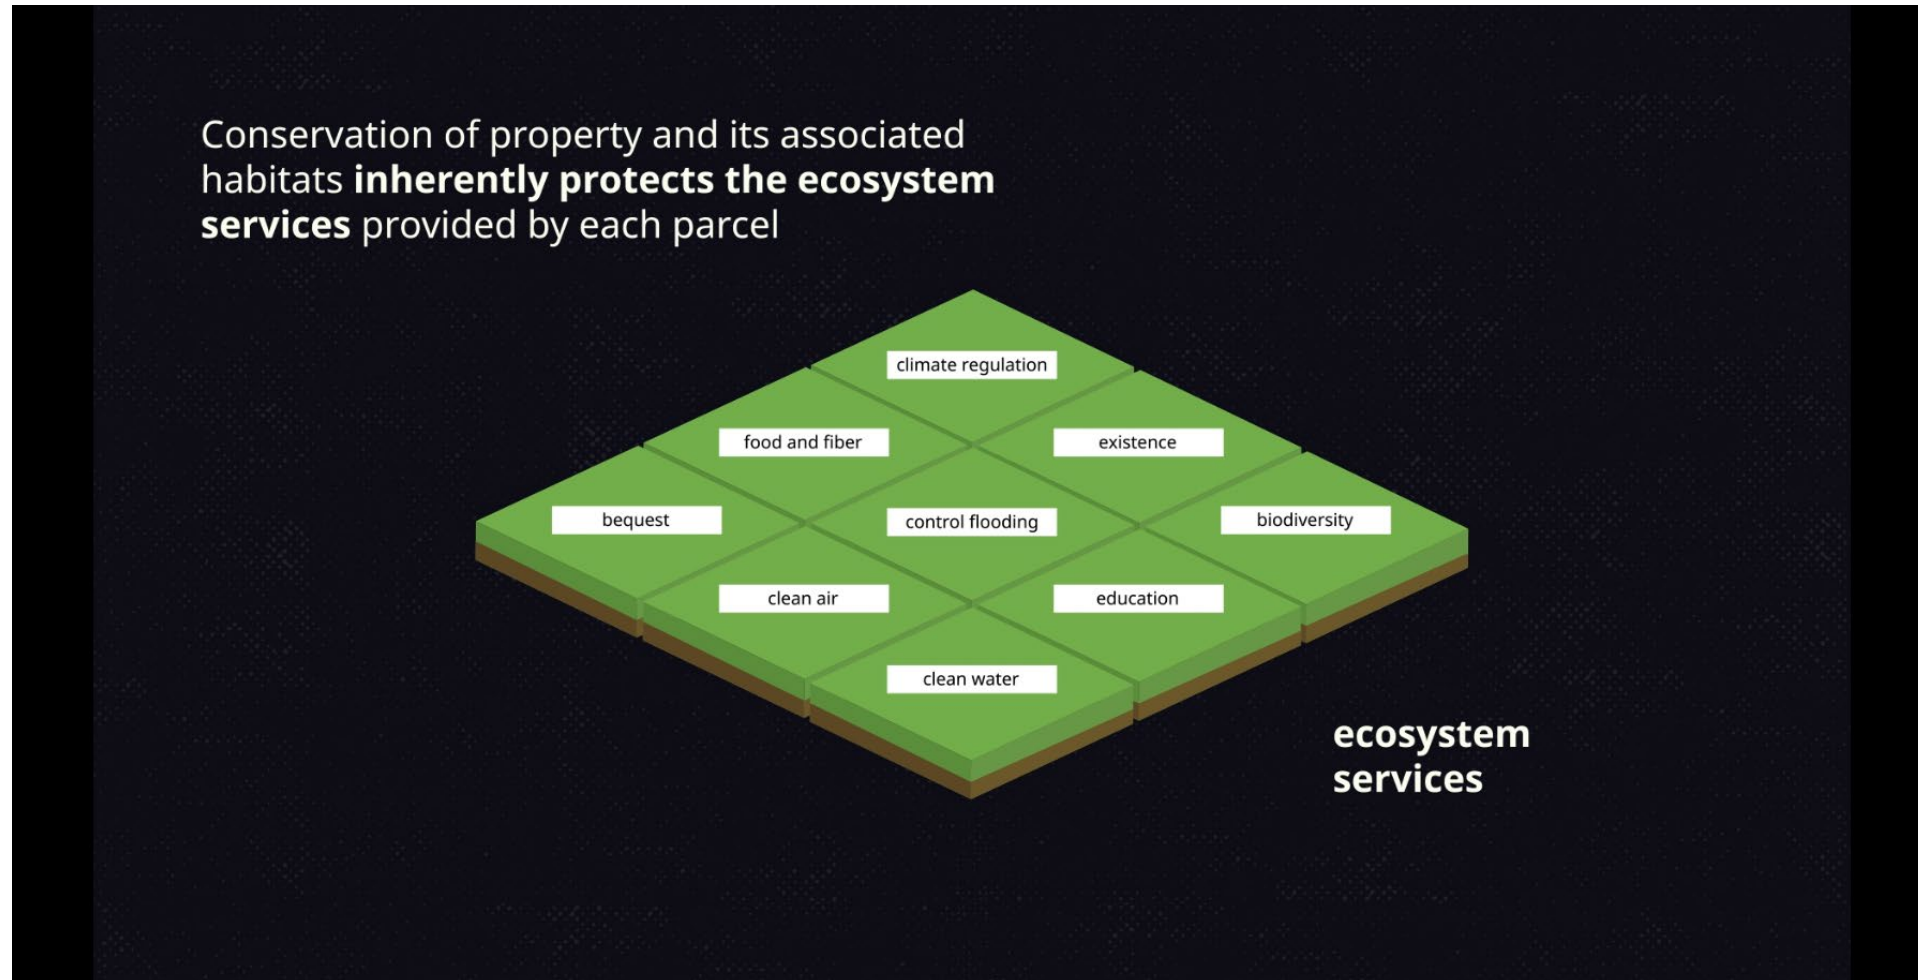 Conservation of property and its associated
habitats inherently protects the ecosystem
services provided by each parcel
climate regulation
food and fiber
existence
bequest
control flooding
biodiversity
clean air
education
clean water
ecosystem
services